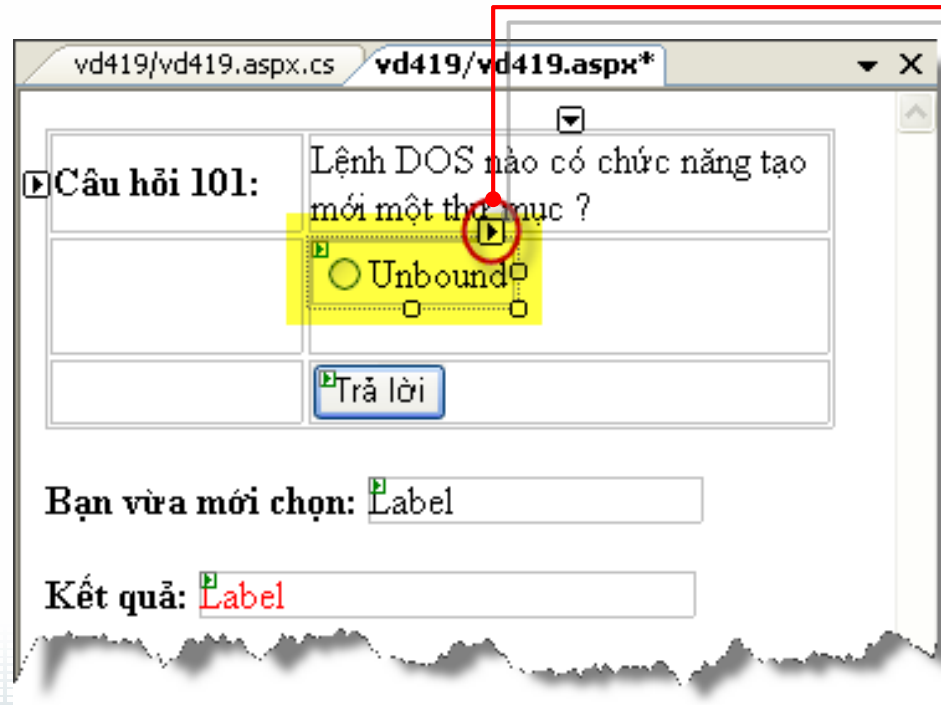 vd419/vd419.aspx.cs vd419/vd419.aspx*
Câu hỏi 101:
Lệnh DOS nào có chức năng tạo
mới một thư mục ?
Unbound
Trả lời
Bạn vừa mới chọn: Label
Kết quả: Label